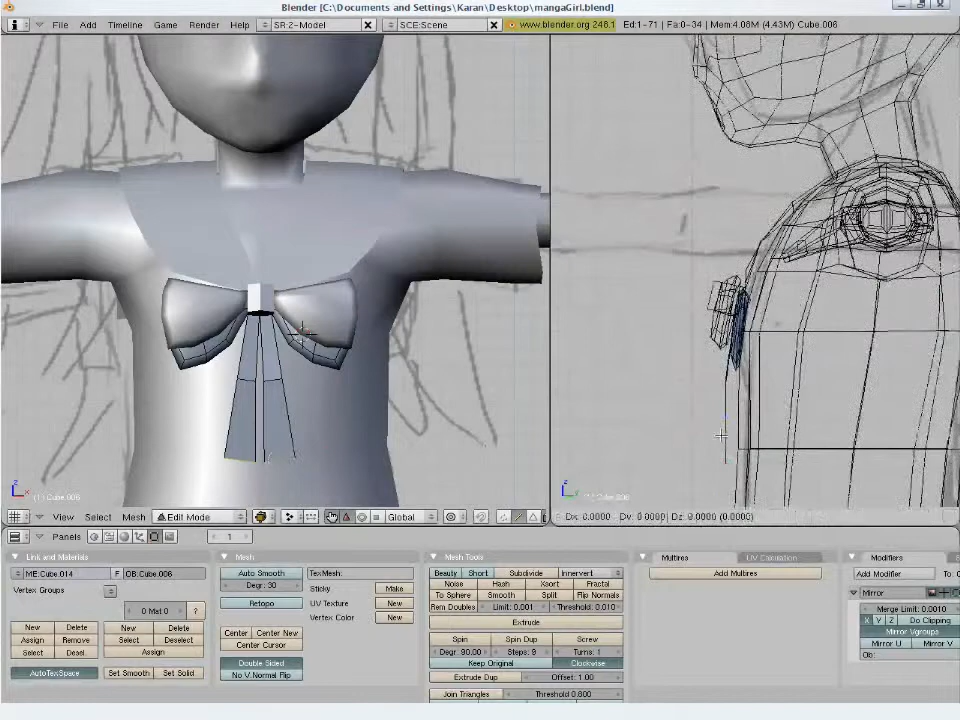 Blender [C:\Documents and Settings\Karan\Desktop\mangaGirl.blend]
File Add Timeline Game Render Help SR:2-Model SCE:Scene www.blender.org 248.1 Ed:1-71 | Fa:0-34 | Mem:4.08M (4.43M) Cube.006
(1) Cube.006
View Select Mesh Edit Mode Global
Dx: 0.0000 Dy: 0.0000 Dz: 0.0000 (0.0000)
Panels 1
Link and Materials Mesh Mesh Tools Multires UV Calculation Modifiers
ME:Cube.014 F OB:Cube.006 Auto Smooth TexMesh: Beauty Short Subdivide Innervert Add Multires Add Modifier To:
Vertex Groups Degr: 30 Sticky Make Noise Hash Xsort Fractal Mirror
Retopo UV Texture New To Sphere Smooth Split Flip Normals Merge Limit: 0.0010
0 Mat 0 ? Vertex Color New Rem Doubles Limit: 0.001 Threshold: 0.010 X Y Z Do Clipping
New Delete New Delete Center Center New Extrude Mirror Vgroups
Assign Remove Select Deselect Center Cursor Spin Spin Dup Screw Mirror U Mirror V
Select Desel. Assign Degr: 90.00 Steps: 9 Turns: 1 Ob:
Double Sided Keep Original Clockwise
AutoTexSpace Set Smooth Set Solid No V.Normal Flip Extrude Dup Offset: 1.00
Join Triangles Threshold 0.800